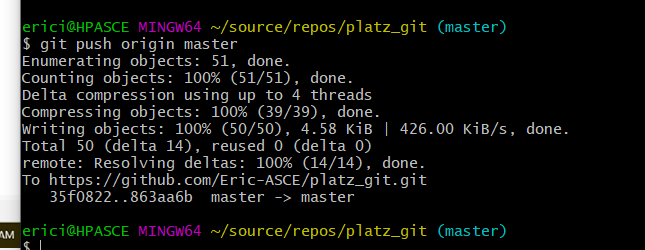 erici@HPASCE MINGW64 ~/source/repos/platz_git (master)
$ git push origin master
Enumerating objects: 51, done.
Counting objects: 100% (51/51), done.
Delta compression using up to 4 threads
Compressing objects: 100% (39/39), done.
Writing objects: 100% (50/50), 4.58 KiB | 426.00 KiB/s, done.
Total 50 (delta 14), reused 0 (delta 0)
remote: Resolving deltas: 100% (14/14), done.
To https://github.com/Eric-ASCE/platz_git.git
   35f0822..863aa6b  master -> master
AM
erici@HPASCE MINGW64 ~/source/repos/platz_git (master)
$